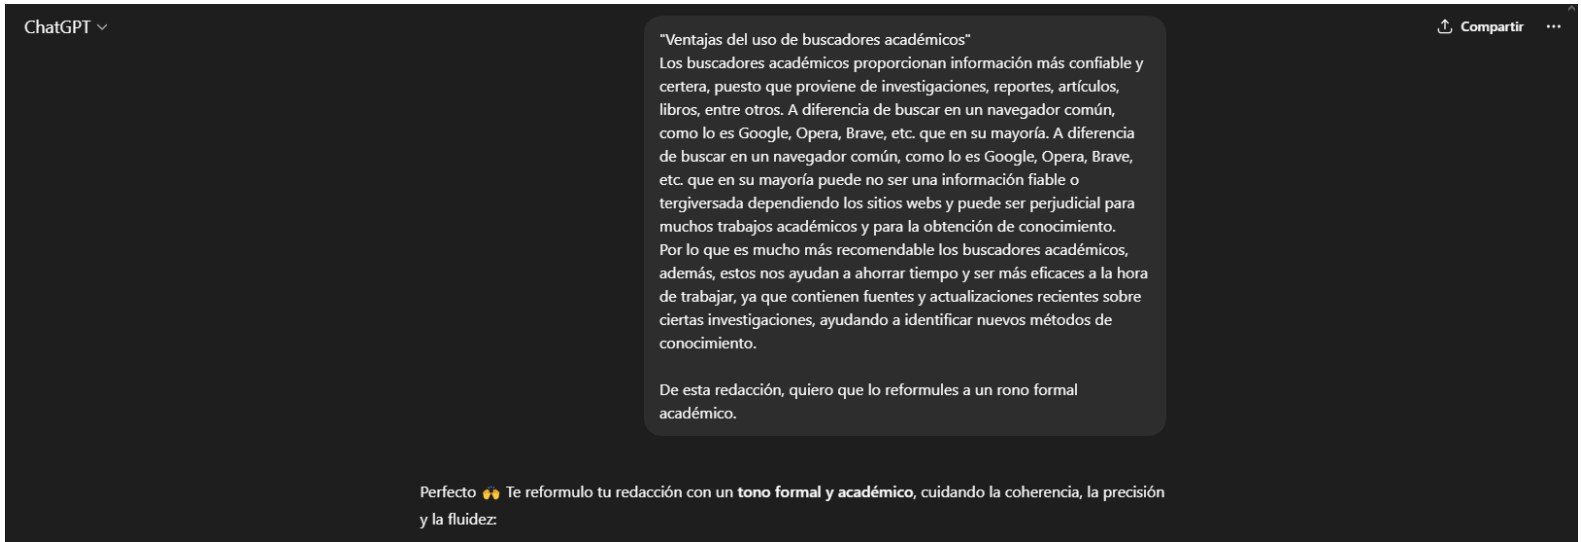 ChatGPT
Compartir
"Ventajas del uso de buscadores académicos"
Los buscadores académicos proporcionan información más confiable y
certera, puesto que proviene de investigaciones, reportes, artículos,
libros, entre otros. A diferencia de buscar en un navegador común,
como lo es Google, Opera, Brave, etc. que en su mayoría. A diferencia
de buscar en un navegador común, como lo es Google, Opera, Brave,
etc. que en su mayoría puede no ser una información fiable o
tergiversada dependiendo los sitios webs y puede ser perjudicial para
muchos trabajos académicos y para la obtención de conocimiento.
Por lo que es mucho más recomendable los buscadores académicos,
además, estos nos ayudan a ahorrar tiempo y ser más eficaces a la hora
de trabajar, ya que contienen fuentes y actualizaciones recientes sobre
ciertas investigaciones, ayudando a identificar nuevos métodos de
conocimiento.
De esta redacción, quiero que lo reformules a un rono formal
académico.
Perfecto 🙌 Te reformulo tu redacción con un tono formal y académico, cuidando la coherencia, la precisión
y la fluidez: